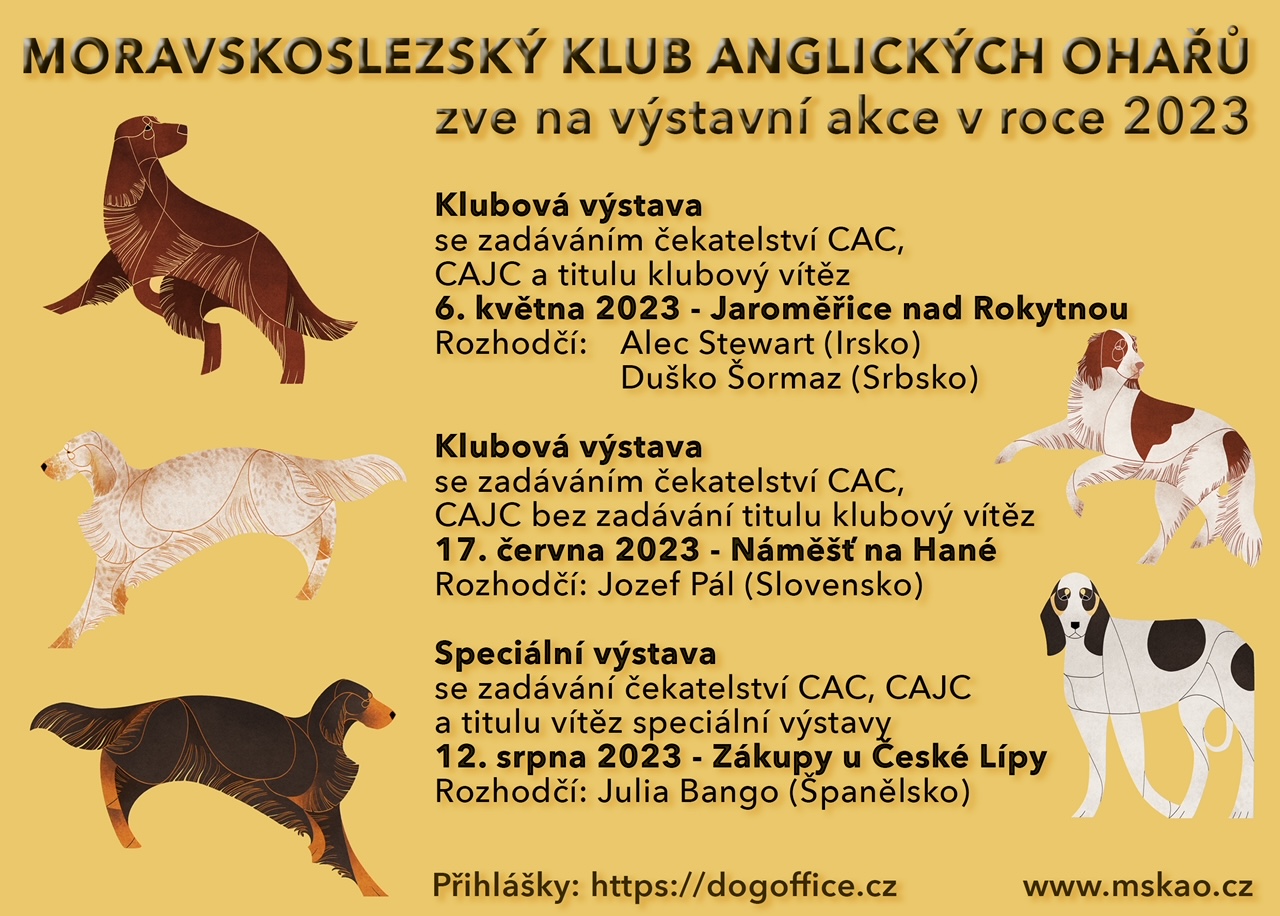 MORAVSKOSLEZSKÝ KLUB ANGLICKÝCH OHAŘŮ
zve na výstavní akce v roce 2023
Klubová výstava
se zadáváním čekatelství CAC,
CAJC a titulu klubový vítěz
6. května 2023 - Jaroměřice nad Rokytnou
Rozhodčí: Alec Stewart (Irsko)
Duško Šormaz (Srbsko)
Klubová výstava
se zadáváním čekatelství CAC,
CAJC bez zadávání titulu klubový vítěz
17. června 2023 - Náměšť na Hané
Rozhodčí: Jozef Pál (Slovensko)
Speciální výstava
se zadávání čekatelství CAC, CAJC
a titulu vítěz speciální výstavy
12. srpna 2023 - Zákupy u České Lípy
Rozhodčí: Julia Bango (Španělsko)
Přihlášky: https://dogoffice.cz
www.mskao.cz